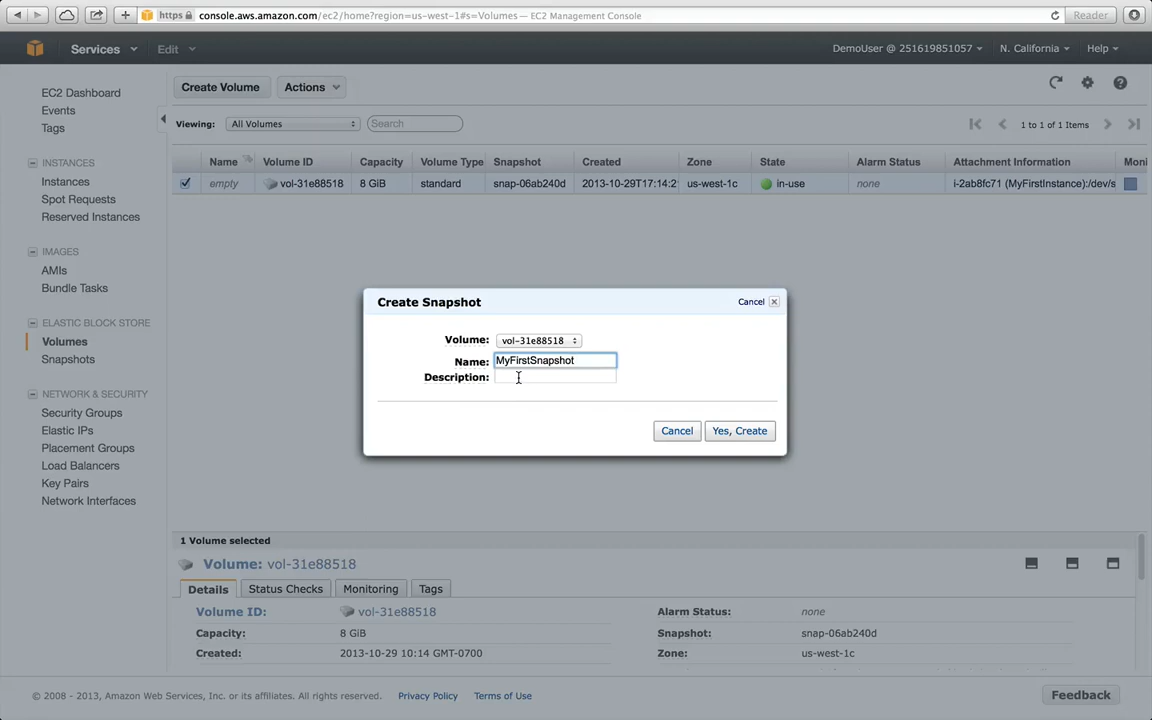 https console.aws.amazon.com/ec2/home?region=us-west-1#s=Volumes — EC2 Management Console
Reader
Services
Edit
DemoUser @ 251619851057
N. California
Help
EC2 Dashboard
Events
Tags
INSTANCES
Instances
Spot Requests
Reserved Instances
IMAGES
AMIs
Bundle Tasks
ELASTIC BLOCK STORE
Volumes
Snapshots
NETWORK & SECURITY
Security Groups
Elastic IPs
Placement Groups
Load Balancers
Key Pairs
Network Interfaces
Create Volume
Actions
Viewing: All Volumes Search
1 to 1 of 1 Items
Name Volume ID Capacity Volume Type Snapshot Created Zone State Alarm Status Attachment Information Moni
empty vol-31e88518 8 GiB standard snap-06ab240d 2013-10-29T17:14:2 us-west-1c in-use none i-2ab8fc71 (MyFirstInstance):/dev/s
Create Snapshot
Cancel
Volume: vol-31e88518
Name: MyFirstSnapshot
Description:
Cancel
Yes, Create
1 Volume selected
Volume: vol-31e88518
Details Status Checks Monitoring Tags
Volume ID: vol-31e88518 Alarm Status: none
Capacity: 8 GiB Snapshot: snap-06ab240d
Created: 2013-10-29 10:14 GMT-0700 Zone: us-west-1c
© 2008 - 2013, Amazon Web Services, Inc. or its affiliates. All rights reserved. Privacy Policy Terms of Use
Feedback